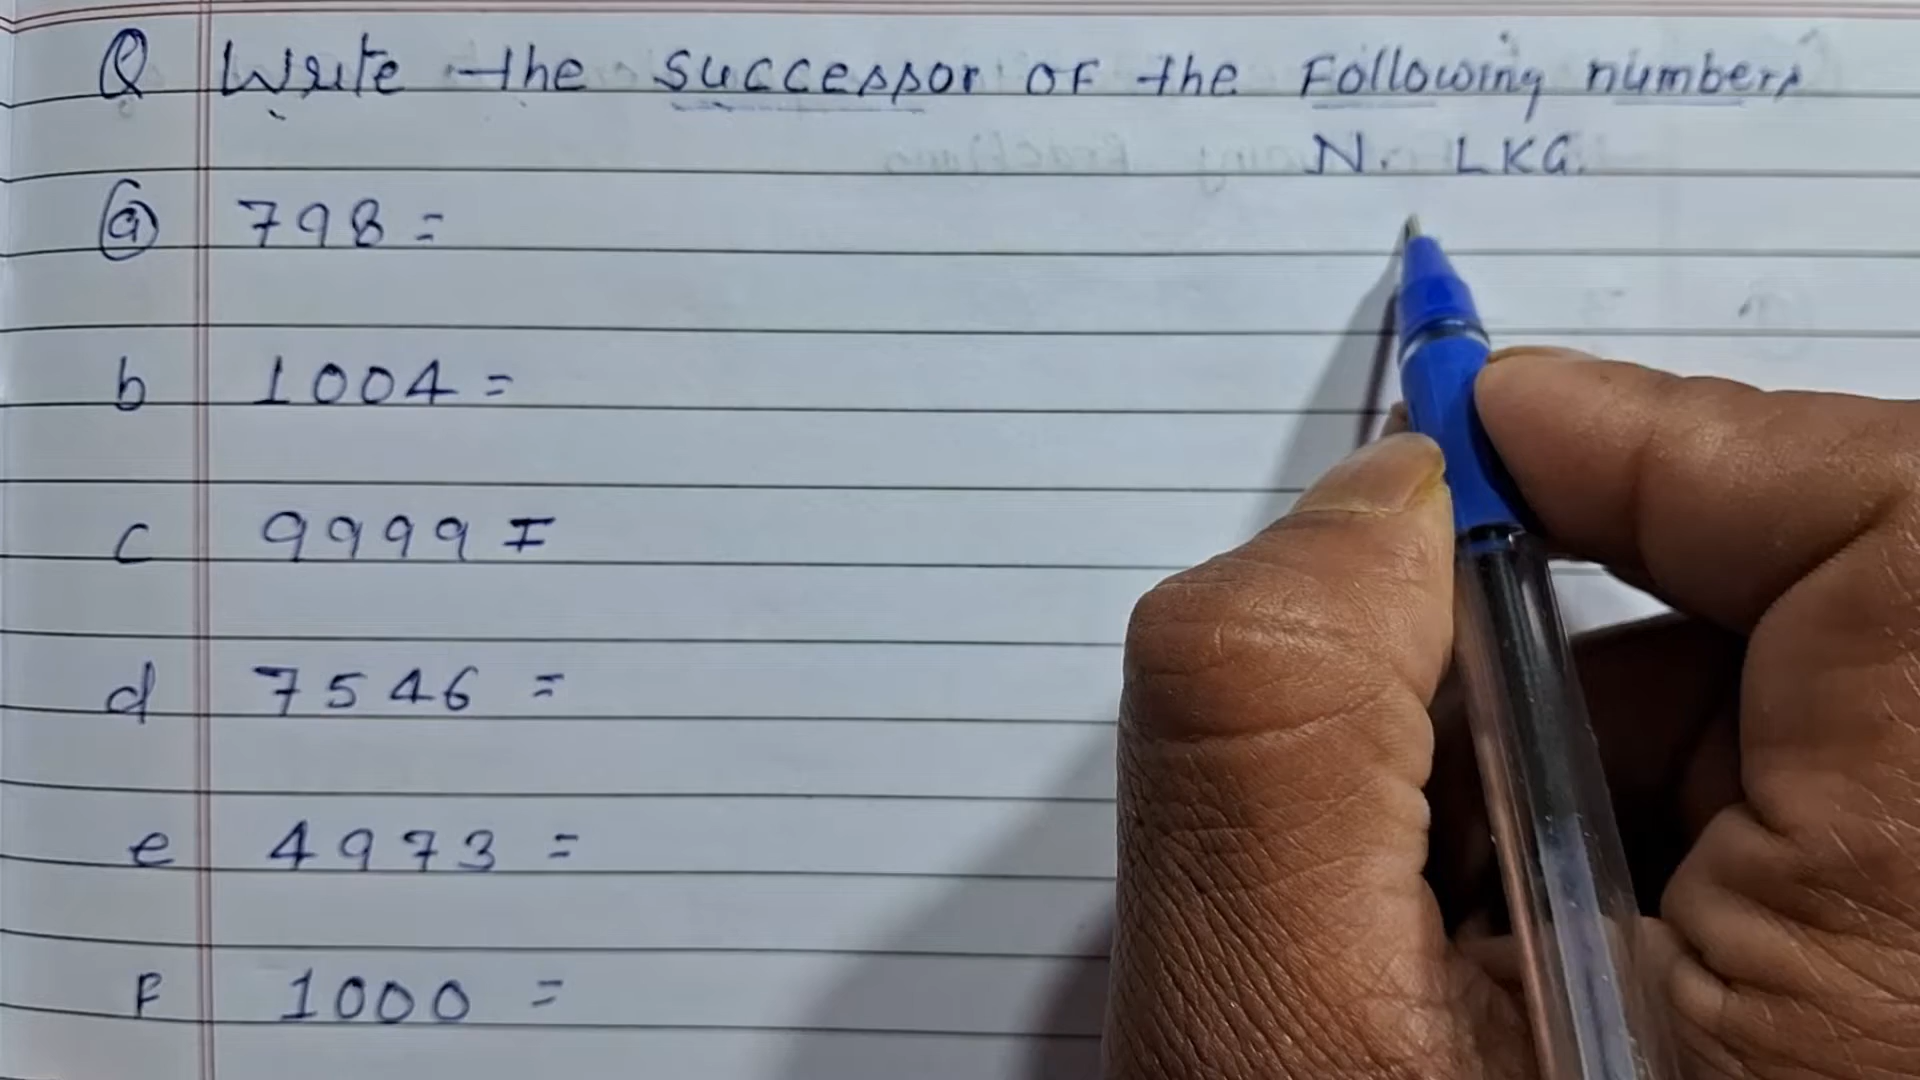 Q Write the successor OF the Following numbers
N. LKG.
a 798 =
b 1004 =
c 9999 =
d 7546 =
e 4973 =
F 1000 =